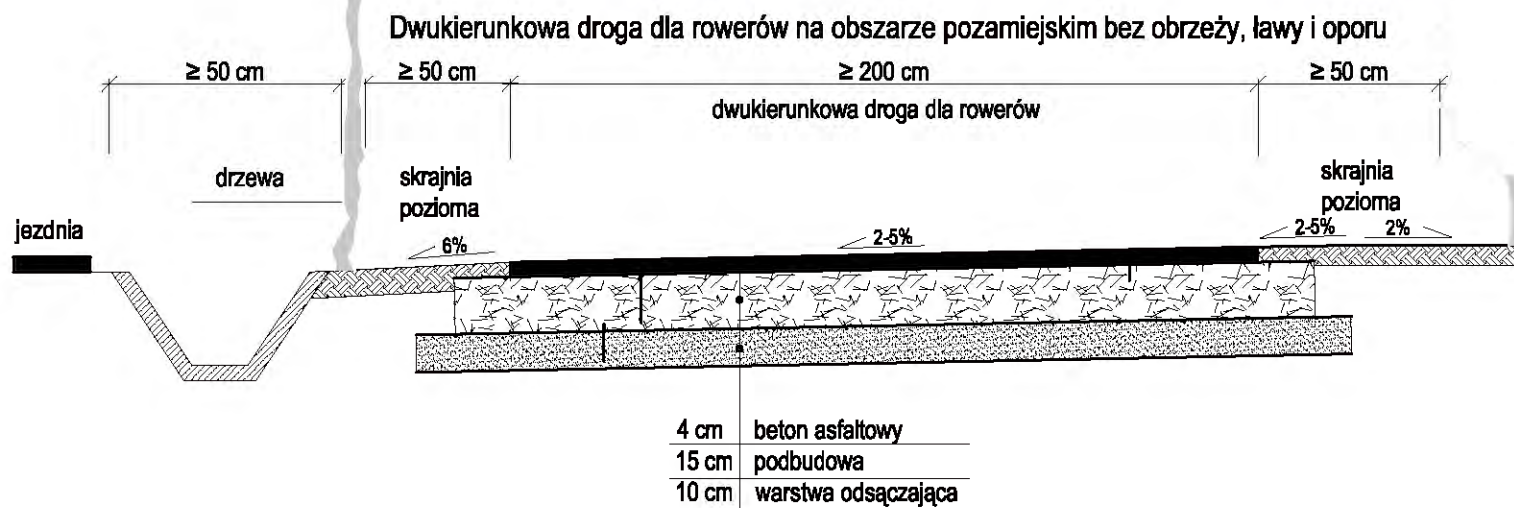 Dwukierunkowa droga dla rowerów na obszarze pozamiejskim bez obrzeży, ławy i oporu
≥ 50 cm ≥ 50 cm ≥ 200 cm ≥ 50 cm
dwukierunkowa droga dla rowerów
drzewa
skrajnia
pozioma
skrajnia
pozioma
jezdnia
6%
2-5%
2-5%
2%
4 cm beton asfaltowy
15 cm podbudowa
10 cm warstwa odsączająca